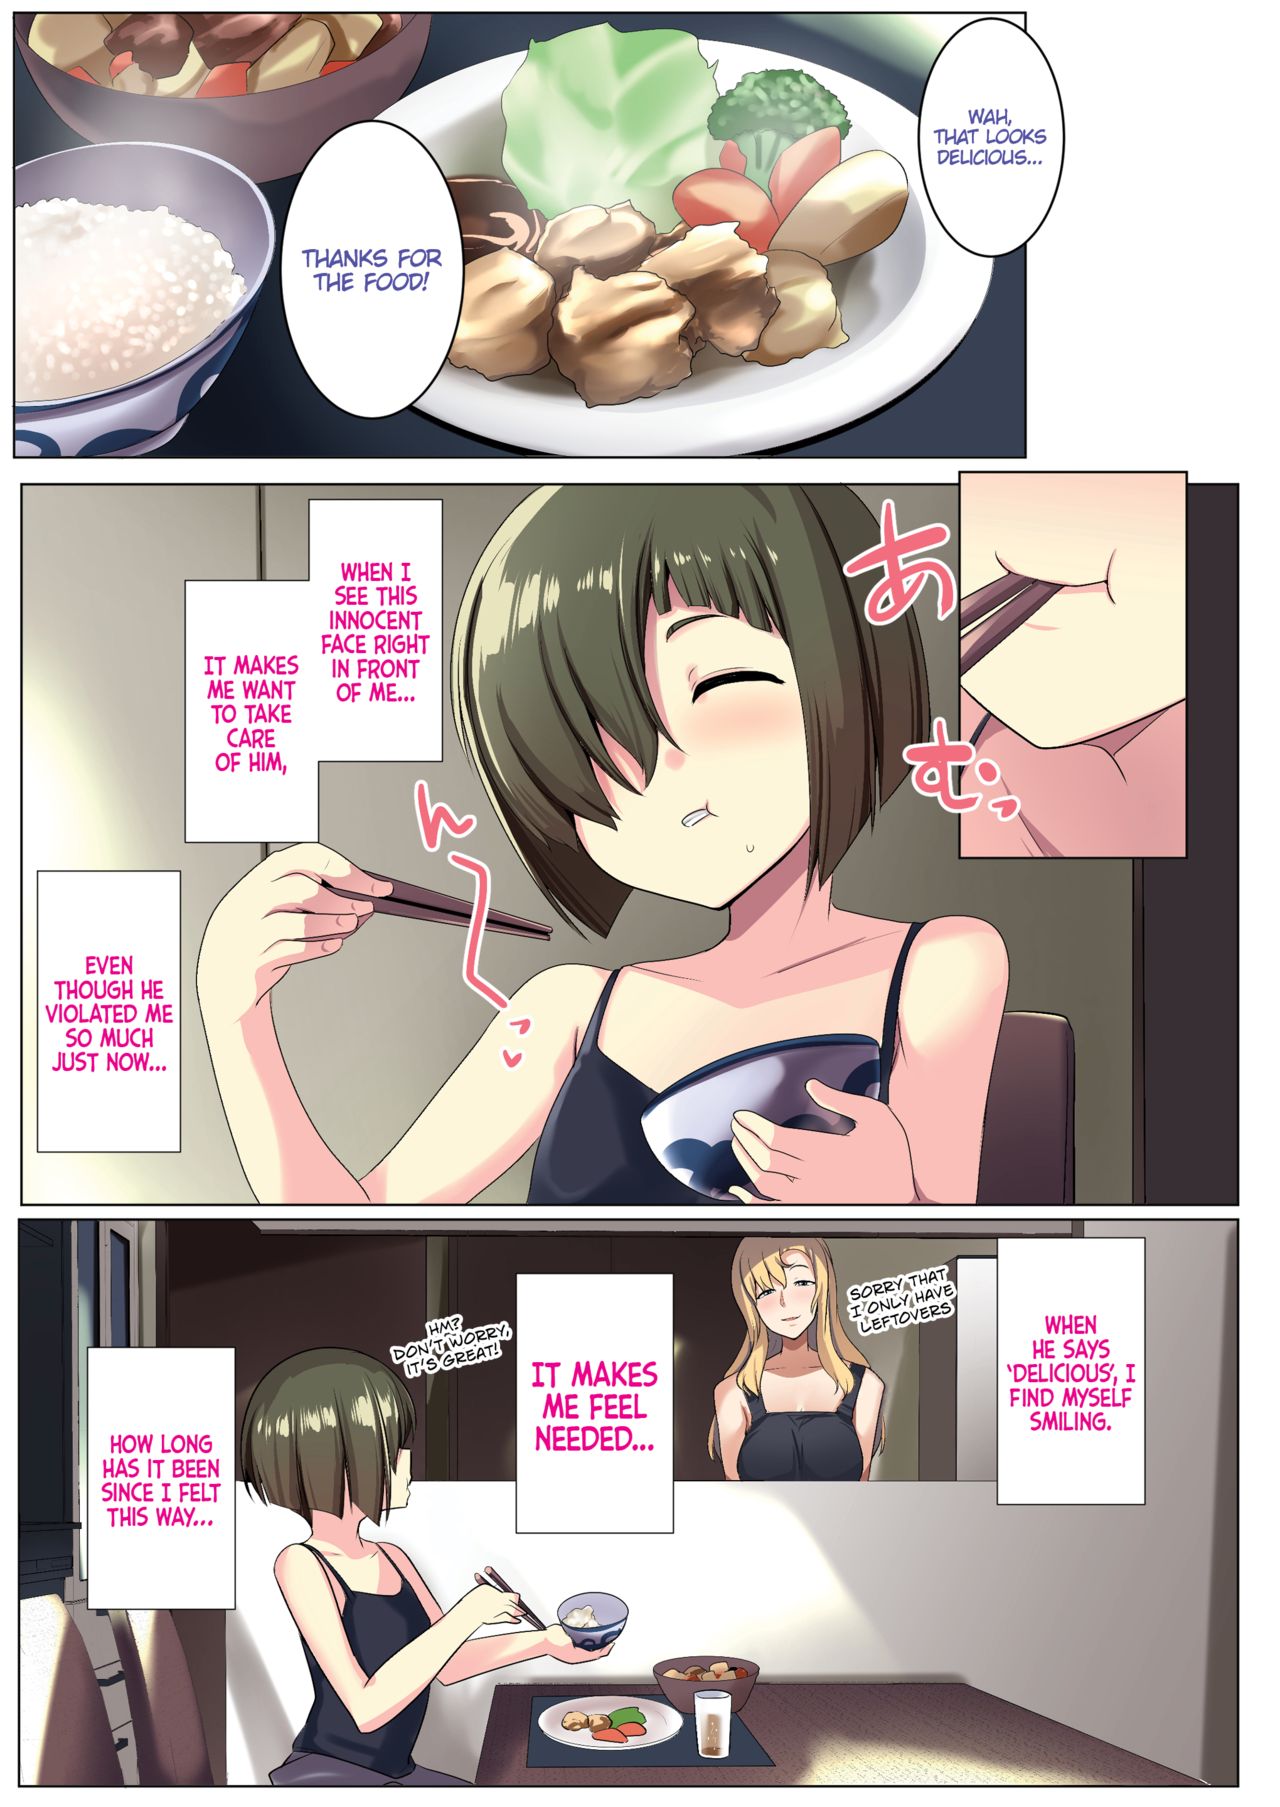 WAH,
THAT LOOKS
DELICIOUS...
THANKS FOR
THE FOOD!
あ
む
WHEN I
SEE THIS
INNOCENT
FACE RIGHT
IN FRONT
OF ME...
IT MAKES
ME WANT
TO TAKE
CARE
OF HIM,
ん
EVEN
THOUGH HE
VIOLATED ME
SO MUCH
JUST NOW...
WHEN
HE SAYS
'DELICIOUS', I
FIND MYSELF
SMILING.
SORRY THAT
I ONLY HAVE
LEFTOVERS
HM?
DON'T WORRY,
IT'S GREAT!
IT MAKES
ME FEEL
NEEDED...
HOW LONG
HAS IT BEEN
SINCE I FELT
THIS WAY...